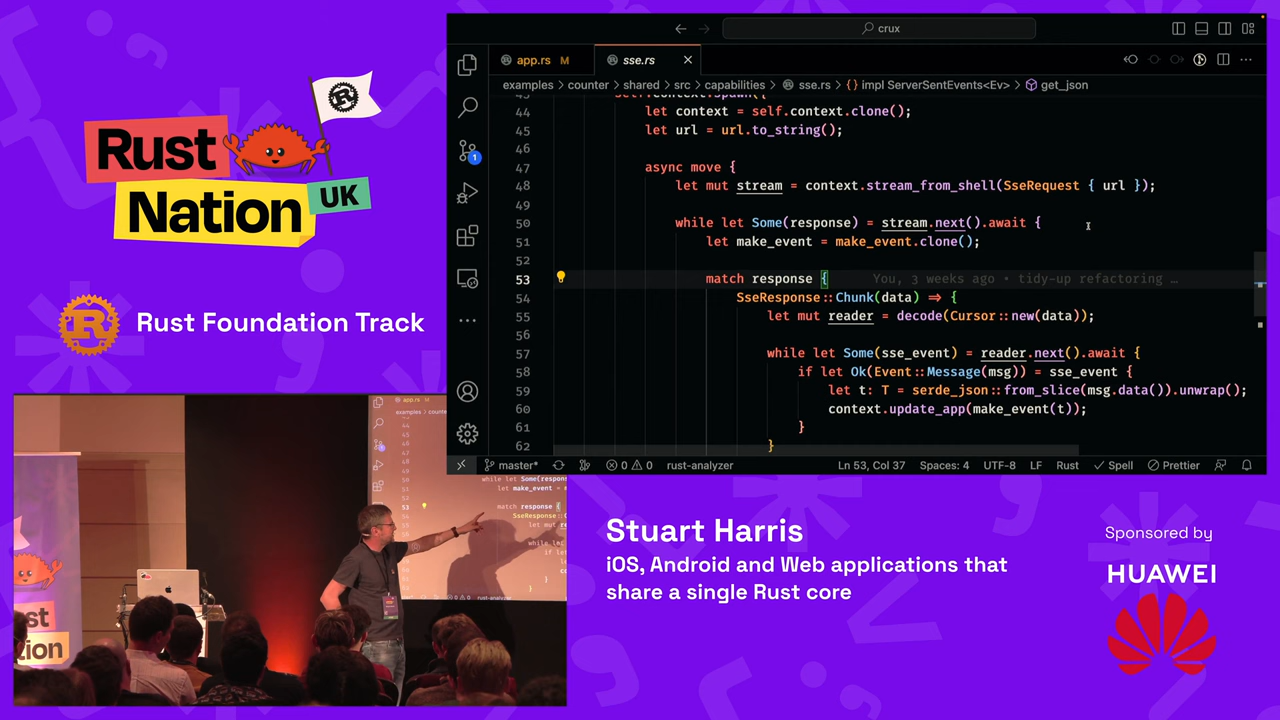 Rust
Nation
UK
Rust Foundation Track
crux
app.rs M
sse.rs
examples > counter > shared > src > capabilities > sse.rs > {} impl ServerSentEvents<Ev> > get_json
44 let context = self.context.clone();
45 let url = url.to_string();
46
47 async move {
48 let mut stream = context.stream_from_shell(SseRequest { url });
49
50 while let Some(response) = stream.next().await {
51 let make_event = make_event.clone();
52
53 match response { You, 3 weeks ago • tidy-up refactoring …
54 SseResponse::Chunk(data) => {
55 let mut reader = decode(Cursor::new(data));
56
57 while let Some(sse_event) = reader.next().await {
58 if let Ok(Event::Message(msg)) = sse_event {
59 let t: T = serde_json::from_slice(msg.data()).unwrap();
60 context.update_app(make_event(t));
61 }
62 }
master* 0 0 rust-analyzer Ln 53, Col 37 Spaces: 4 UTF-8 LF Rust Spell Prettier
Stuart Harris
iOS, Android and Web applications that
share a single Rust core
Sponsored by
HUAWEI